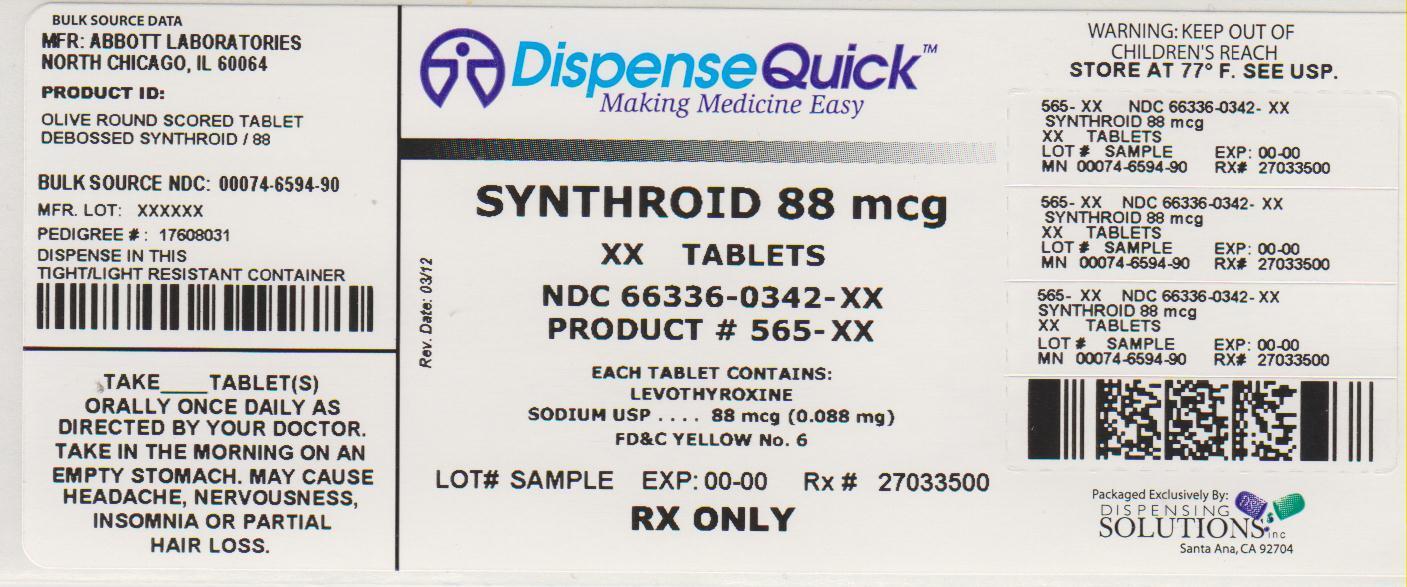 BULK SOURCE DATA
MFR: ABBOTT LABORATORIES
NORTH CHICAGO, IL 60064
PRODUCT ID:
OLIVE ROUND SCORED TABLET
DEBOSSED SYNTHROID / 88
BULK SOURCE NDC: 00074-6594-90
MFR. LOT: XXXXXX
PEDIGREE #: 17608031
DISPENSE IN THIS
TIGHT/LIGHT RESISTANT CONTAINER
TAKE____TABLET(S)
ORALLY ONCE DAILY AS
DIRECTED BY YOUR DOCTOR.
TAKE IN THE MORNING ON AN
EMPTY STOMACH. MAY CAUSE
HEADACHE, NERVOUSNESS,
INSOMNIA OR PARTIAL
HAIR LOSS.
DispenseQuick™
Making Medicine Easy
SYNTHROID 88 mcg
XX TABLETS
NDC 66336-0342-XX
PRODUCT # 565-XX
Rev. Date: 03/12
EACH TABLET CONTAINS:
LEVOTHYROXINE
SODIUM USP .... 88 mcg (0.088 mg)
FD&C YELLOW No. 6
LOT# SAMPLE EXP: 00-00 Rx # 27033500
RX ONLY
WARNING: KEEP OUT OF
CHILDREN'S REACH
STORE AT 77° F. SEE USP.
565- XX NDC 66336-0342- XX
SYNTHROID 88 mcg
XX TABLETS
LOT # SAMPLE EXP: 00-00
MN 00074-6594-90 RX# 27033500
565- XX NDC 66336-0342- XX
SYNTHROID 88 mcg
XX TABLETS
LOT # SAMPLE EXP: 00-00
MN 00074-6594-90 RX# 27033500
565- XX NDC 66336-0342- XX
SYNTHROID 88 mcg
XX TABLETS
LOT # SAMPLE EXP: 00-00
MN 00074-6594-90 RX# 27033500
Packaged Exclusively By:
DISPENSING
SOLUTIONS inc
Santa Ana, CA 92704